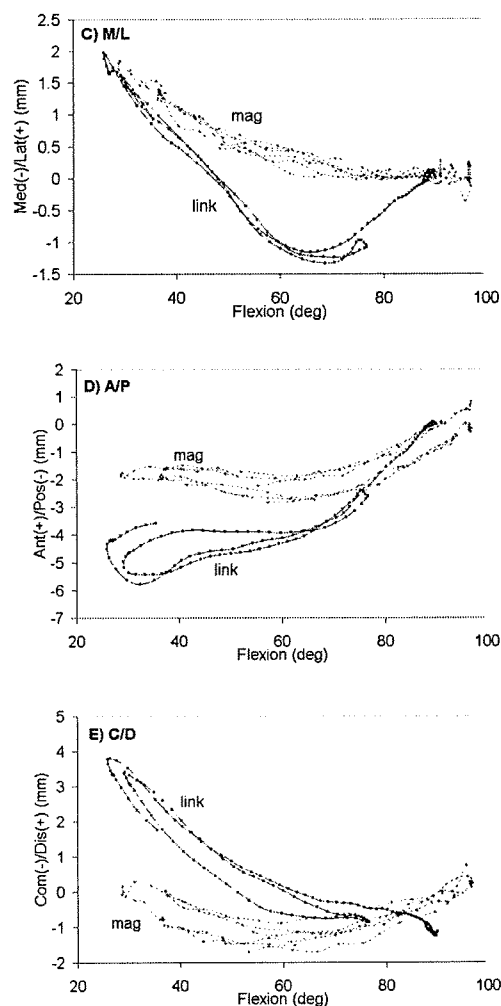 C) M/L
2.5
2
1.5
1
0.5
0
-0.5
-1
-1.5
Med(-)/Lat(+) (mm)
mag
link
20 40 60 80 100
Flexion (deg)
D) A/P
2
1
0
-1
-2
-3
-4
-5
-6
-7
Ant(+)/Pos(-) (mm)
mag
link
20 40 60 80 100
Flexion (deg)
E) C/D
5
4
3
2
1
0
-1
-2
Com(-)/Dis(+) (mm)
link
mag
20 40 60 80 100
Flexion (deg)